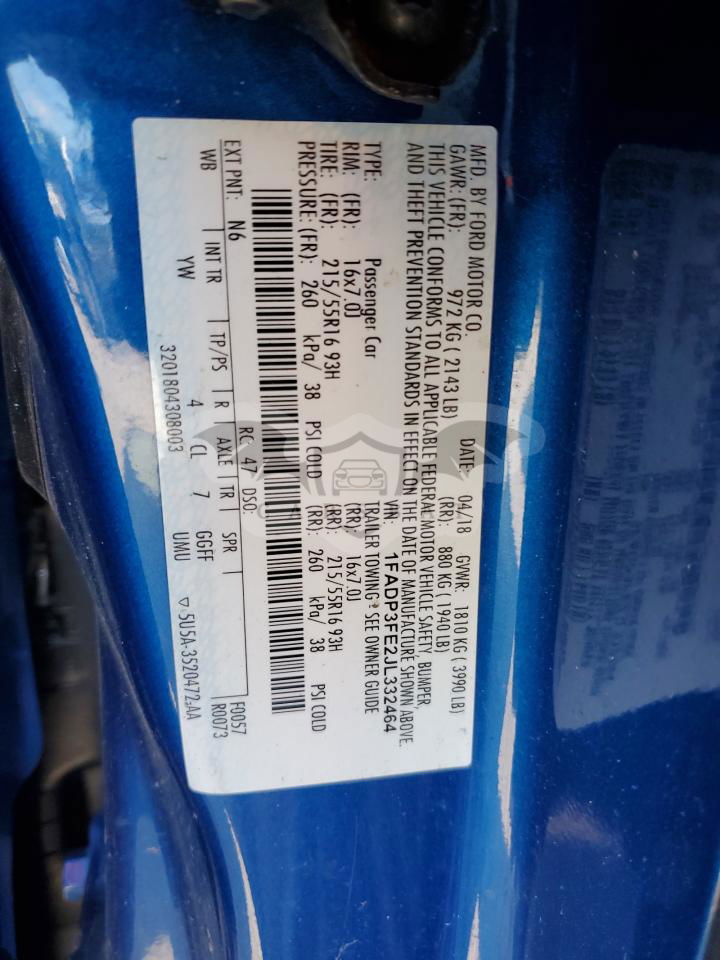 MFD. BY FORD MOTOR CO.
DATE: 04/18 GVWR: 1810 KG ( 3990 LB)
GAWR: (FR): 972 KG ( 2143 LB) (RR): 880 KG ( 1940 LB)
THIS VEHICLE CONFORMS TO ALL APPLICABLE FEDERAL MOTOR VEHICLE SAFETY, BUMPER,
AND THEFT PREVENTION STANDARDS IN EFFECT ON THE DATE OF MANUFACTURE SHOWN ABOVE.
VIN: 1FADP3FE2JL332464
TYPE: Passenger Car TRAILER TOWING - SEE OWNER GUIDE
RIM: (FR): 16x7.0J (RR): 16x7.0J
TIRE: (FR): 215/55R16 93H (RR): 215/55R16 93H
PRESSURE: (FR): 260 kPa/ 38 PSI COLD (RR): 260 kPa/ 38 PSI COLD
RC: 47 DSO: F0057
EXT PNT: N6 R0073
WB INT TR TP/PS R AXLE TR SPR
YW 4 CL 7 GGFF
3201804308003 UMU ▽ 5U5A-3520472-AA